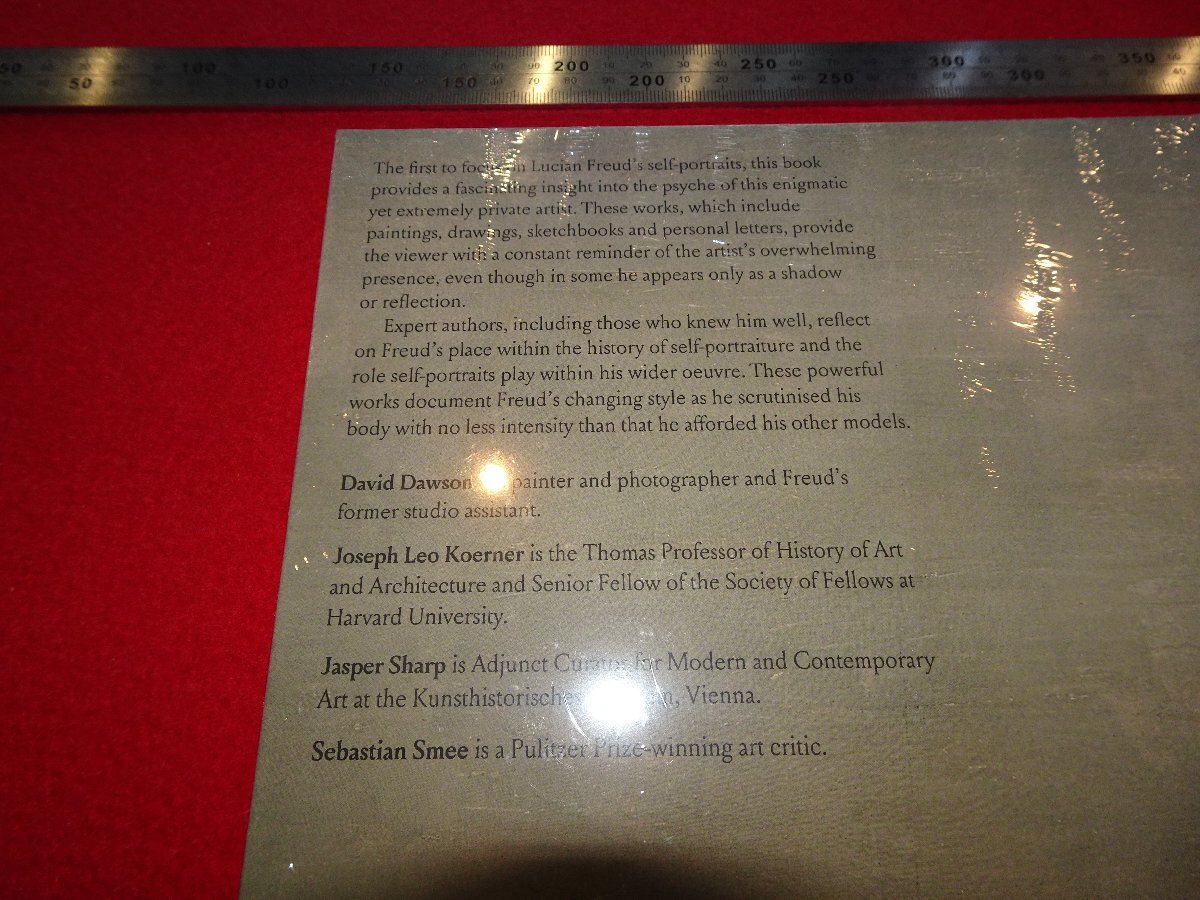 50 100 150 200 250 300 350
50 100 150 200 250 300
The first to in Lucian Freud's self-portraits, this book
provides a fascinating insight into the psyche of this enigmatic
yet extremely private artist. These works, which include
paintings, drawings, sketchbooks and personal letters, provide
the viewer with a constant reminder of the artist's overwhelming
presence, even though in some he appears only as a shadow
or reflection.
Expert authors, including those who knew him well, reflect
on Freud's place within the history of self-portraiture and the
role self-portraits play within his wider oeuvre. These powerful
works document Freud's changing style as he scrutinised his
body with no less intensity than that he afforded his other models.
David Dawson painter and photographer and Freud's
former studio assistant.
Joseph Leo Koerner is the Thomas Professor of History of Art
and Architecture and Senior Fellow of the Society of Fellows at
Harvard University.
Jasper Sharp is Adjunct Curator for Modern and Contemporary
Art at the Kunsthistorisches Vienna.
Sebastian Smee is a Pulitzer Prize-winning art critic.